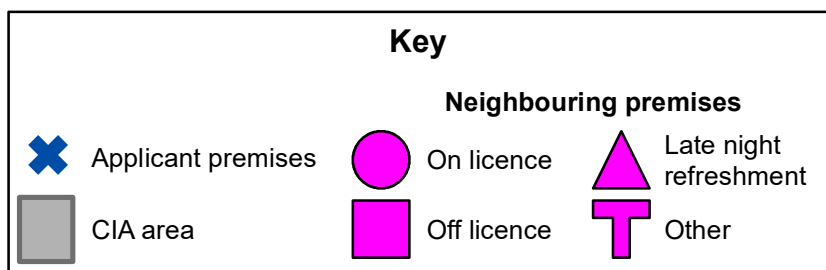 Key
Neighbouring premises
Applicant premises
On licence
Late night
refreshment
CIA area
Off licence
Other